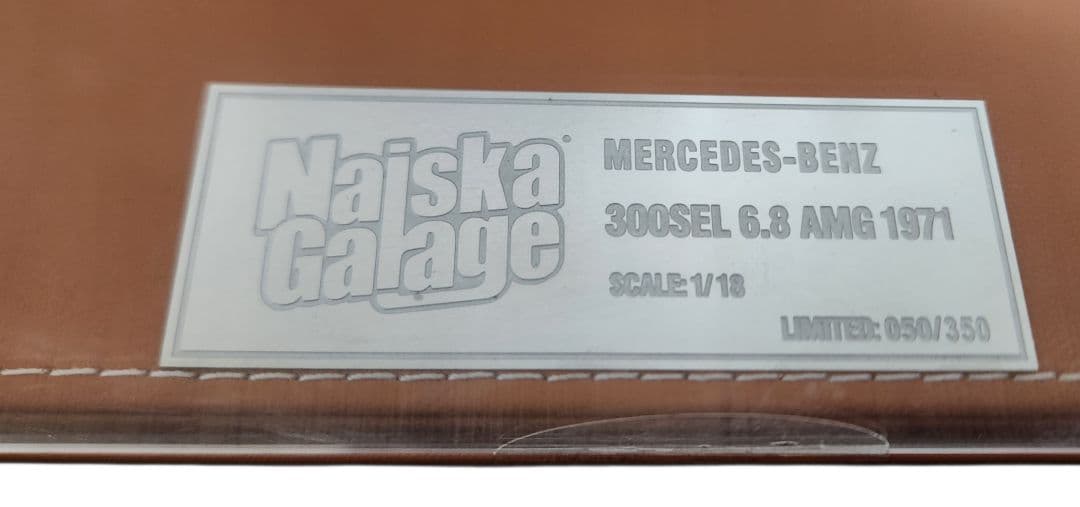 Naiska
Galage
MERCEDES-BENZ
300SEL 6.8 AMG 1971
SCALE: 1/18
LIMITED: 050/350